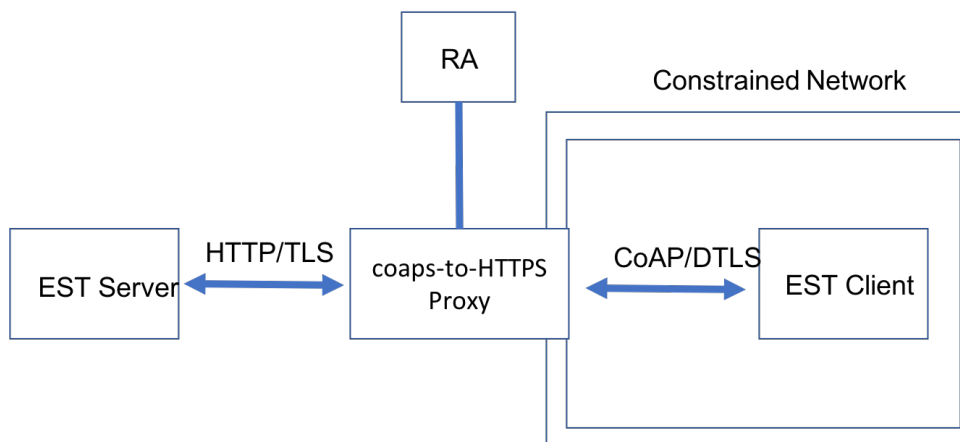 RA
Constrained Network
HTTP/TLS
CoAP/DTLS
EST Server
coaps-to-HTTPS
Proxy
EST Client